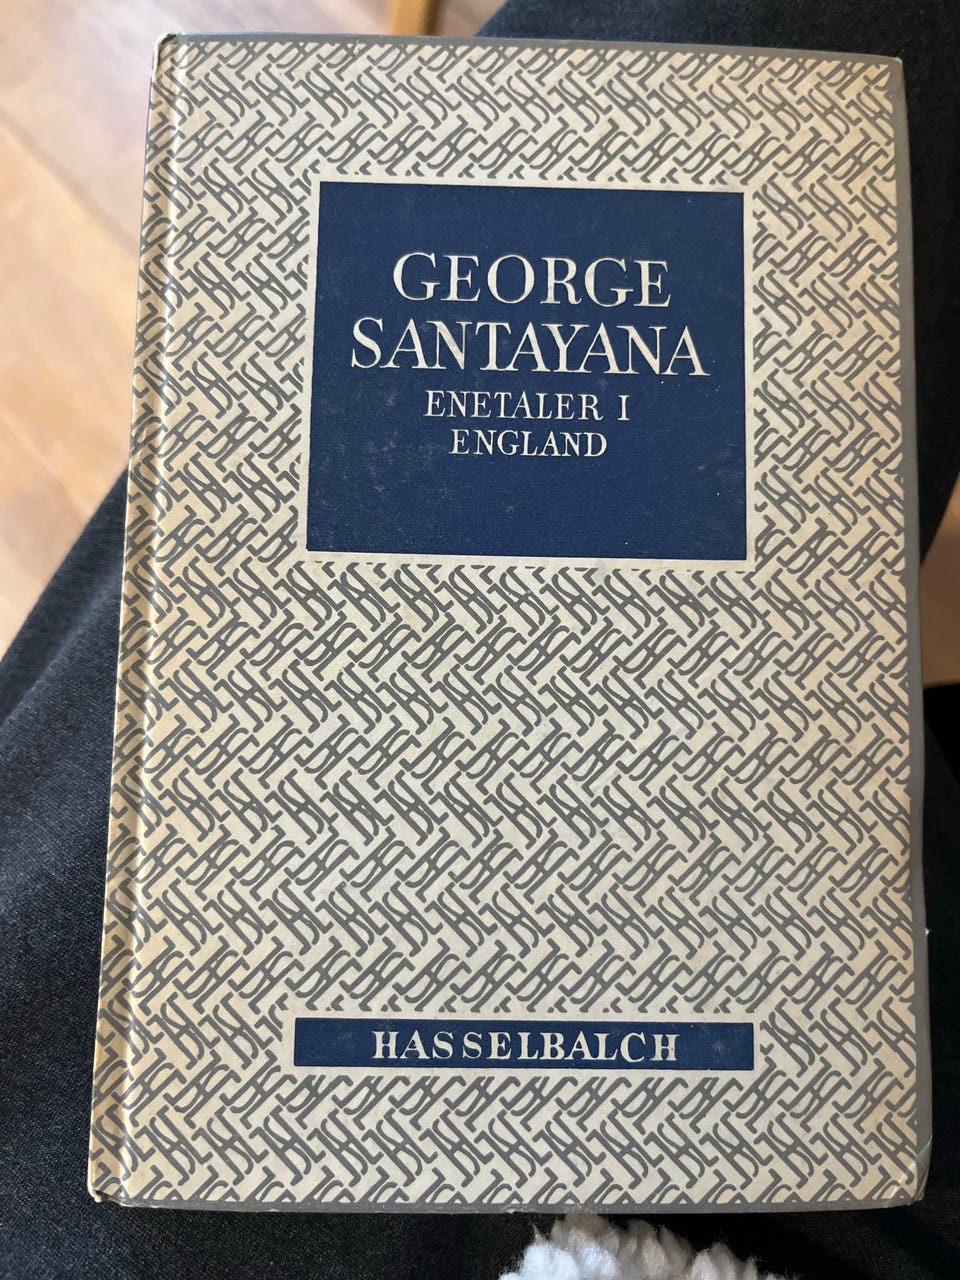 GEORGE
SANTAYANA
ENETALER I
ENGLAND
HASSELBALCH